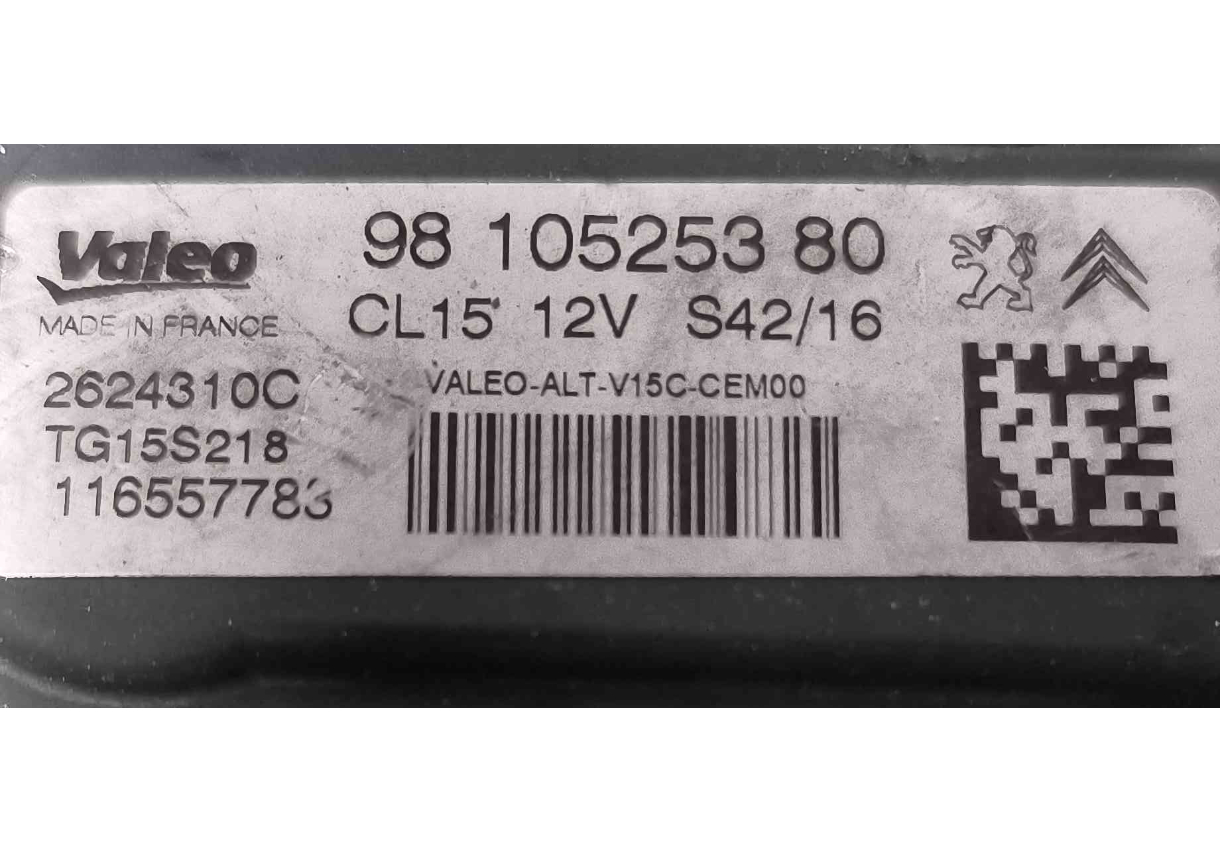 Valeo
MADE IN FRANCE
98 105253 80
CL15 12V S42/16
2624310C
TG15S218
116557783
VALEO-ALT-V15C-CEM00